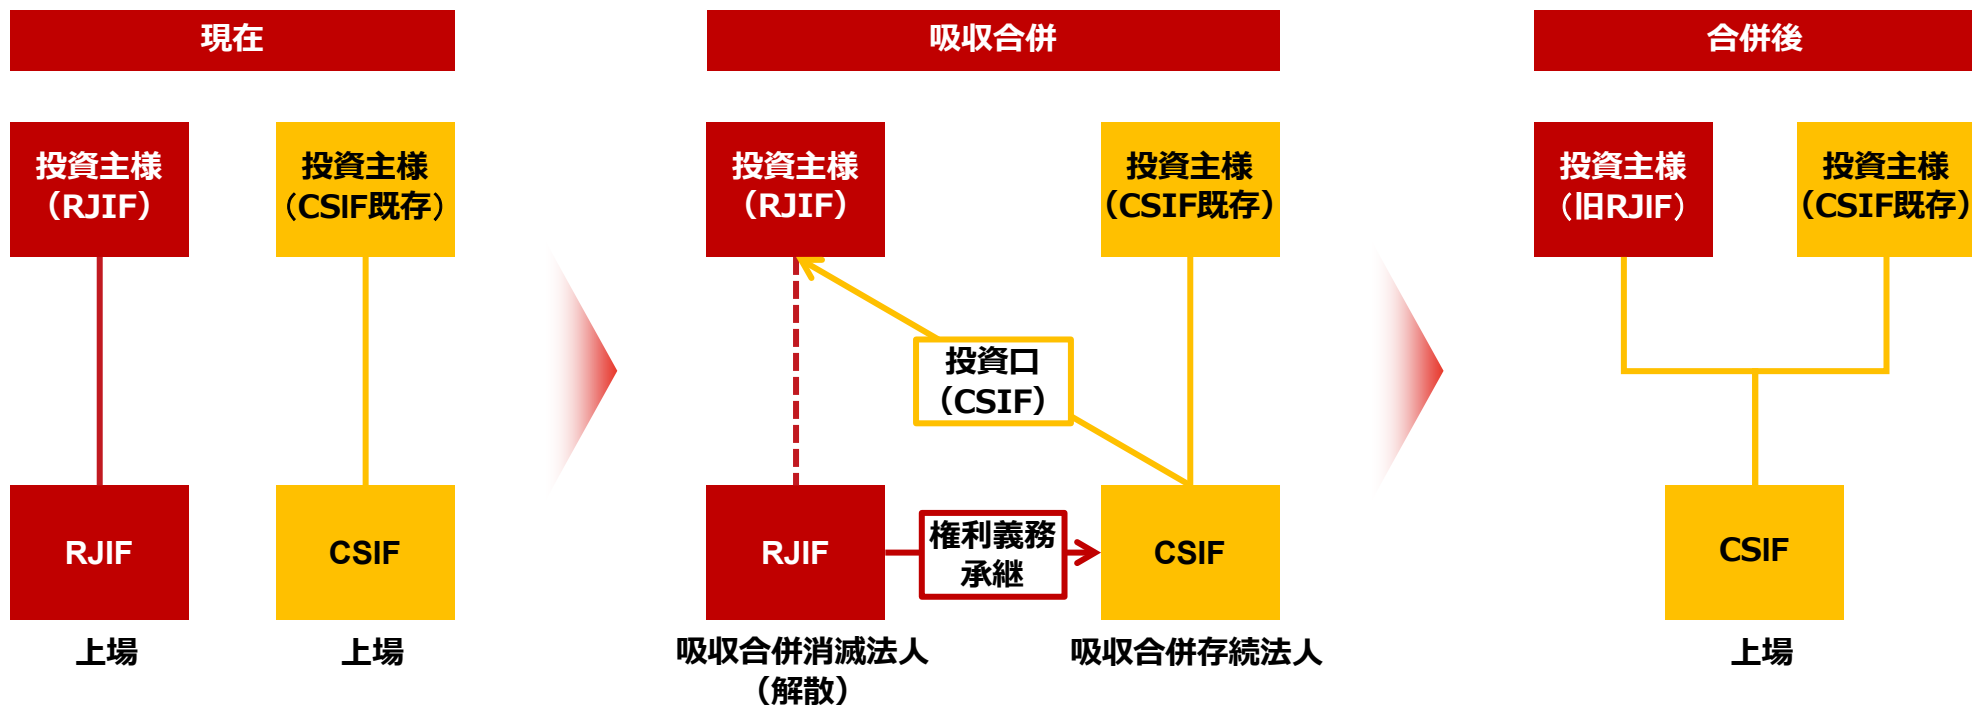 現在
投資主様
（RJIF）
投資主様
（CSIF既存）
RJIF
CSIF
上場
上場
吸収合併
投資主様
（RJIF）
投資主様
（CSIF既存）
投資口
（CSIF）
RJIF
権利義務
承継
CSIF
吸収合併消滅法人
（解散）
吸収合併存続法人
合併後
投資主様
（旧RJIF）
投資主様
（CSIF既存）
CSIF
上場